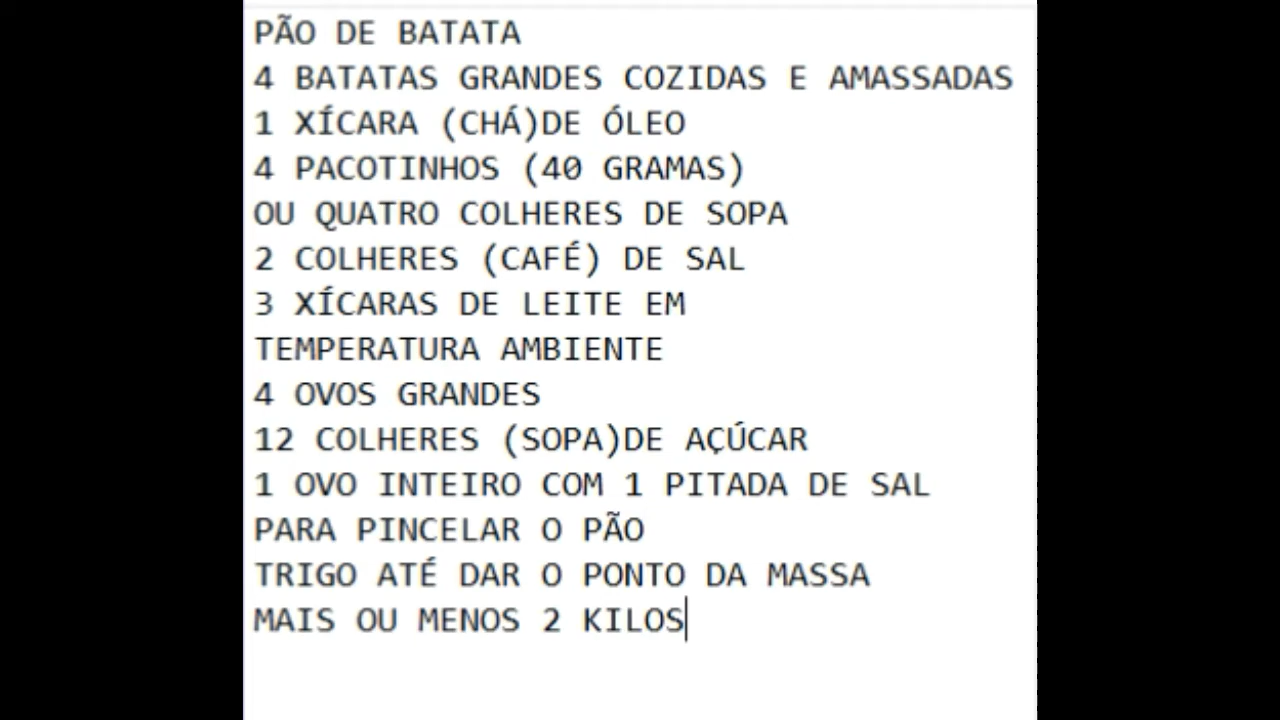 PÃO DE BATATA
4 BATATAS GRANDES COZIDAS E AMASSADAS
1 XÍCARA (CHÁ)DE ÓLEO
4 PACOTINHOS (40 GRAMAS)
OU QUATRO COLHERES DE SOPA
2 COLHERES (CAFÉ) DE SAL
3 XÍCARAS DE LEITE EM
TEMPERATURA AMBIENTE
4 OVOS GRANDES
12 COLHERES (SOPA)DE AÇÚCAR
1 OVO INTEIRO COM 1 PITADA DE SAL
PARA PINCELAR O PÃO
TRIGO ATÉ DAR O PONTO DA MASSA
MAIS OU MENOS 2 KILOS